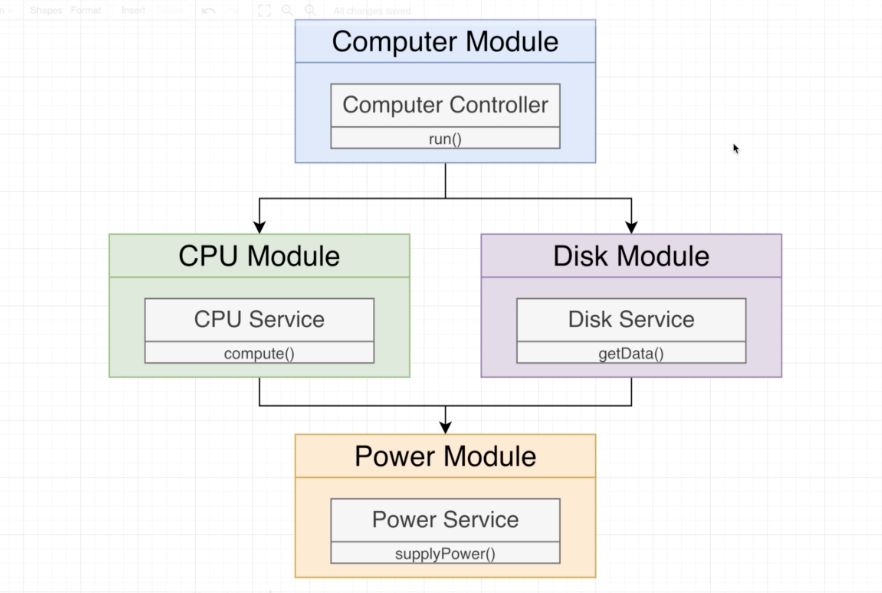 Shapes Format Insert All changes saved
Computer Module
Computer Controller
run()
CPU Module
Disk Module
CPU Service
Disk Service
compute()
getData()
Power Module
Power Service
supplyPower()